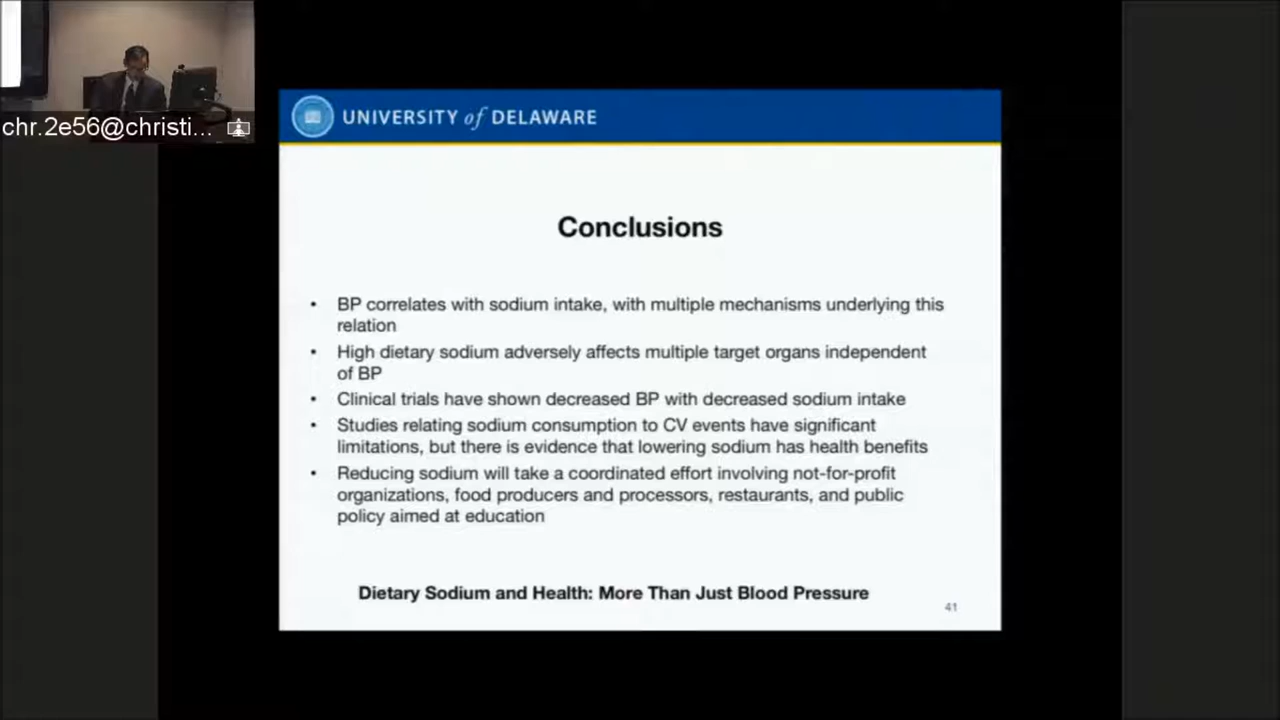 chr.2e56@christi...
UNIVERSITY of DELAWARE
Conclusions
• BP correlates with sodium intake, with multiple mechanisms underlying this
relation
• High dietary sodium adversely affects multiple target organs independent
of BP
• Clinical trials have shown decreased BP with decreased sodium intake
• Studies relating sodium consumption to CV events have significant
limitations, but there is evidence that lowering sodium has health benefits
• Reducing sodium will take a coordinated effort involving not-for-profit
organizations, food producers and processors, restaurants, and public
policy aimed at education
Dietary Sodium and Health: More Than Just Blood Pressure
41